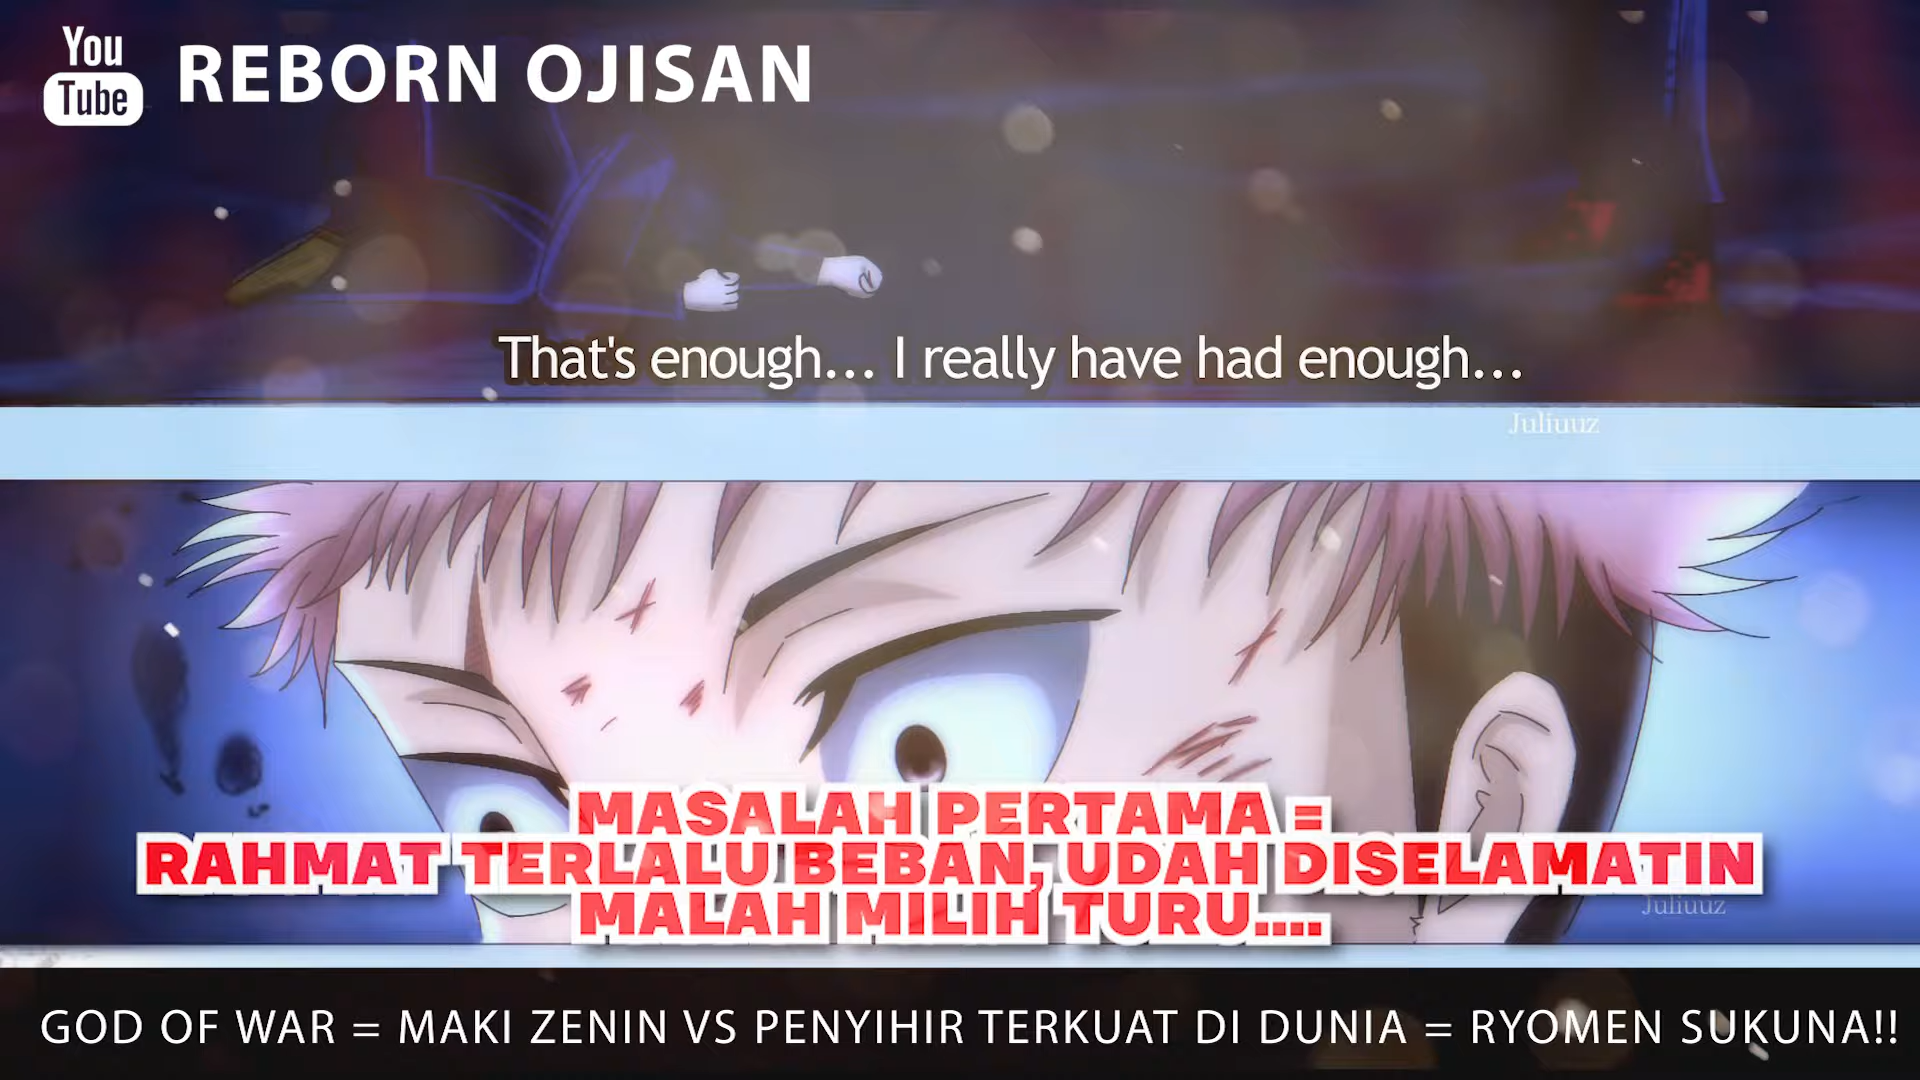 You
Tube
REBORN OJISAN
That's enough... I really have had enough...
Juliuuz
MASALAH PERTAMA =
RAHMAT TERLALU BEBAN, UDAH DISELAMATIN
MALAH MILIH TURU....
Juliuuz
GOD OF WAR = MAKI ZENIN VS PENYIHIR TERKUAT DI DUNIA = RYOMEN SUKUNA!!